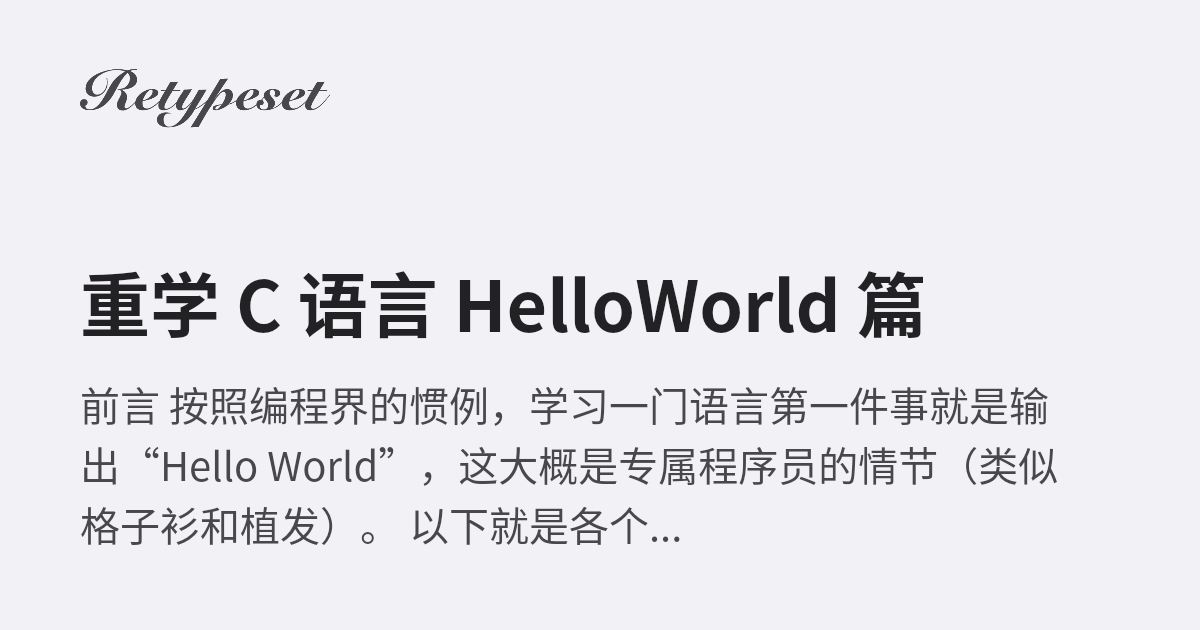 Retypeset
重学 C 语言 HelloWorld 篇
前言 按照编程界的惯例，学习一门语言第一件事就是输
出“Hello World”，这大概是专属程序员的情节（类似
格子衫和植发）。 以下就是各个...